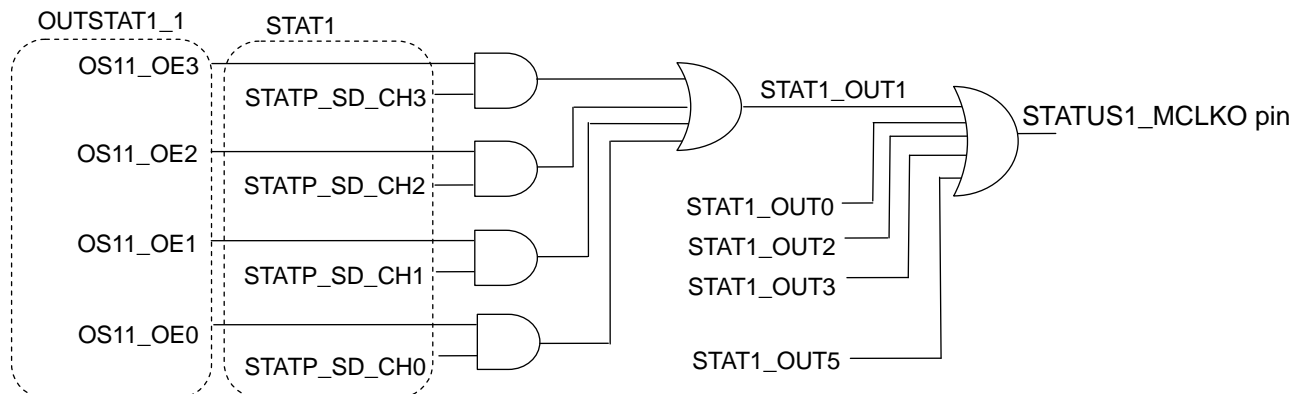 OUTSTAT1_1
STAT1
OS11_OE3
STATP_SD_CH3
OS11_OE2
STATP_SD_CH2
OS11_OE1
STATP_SD_CH1
OS11_OE0
STATP_SD_CH0
STAT1_OUT1
STATUS1_MCLKO pin
STAT1_OUT0
STAT1_OUT2
STAT1_OUT3
STAT1_OUT5